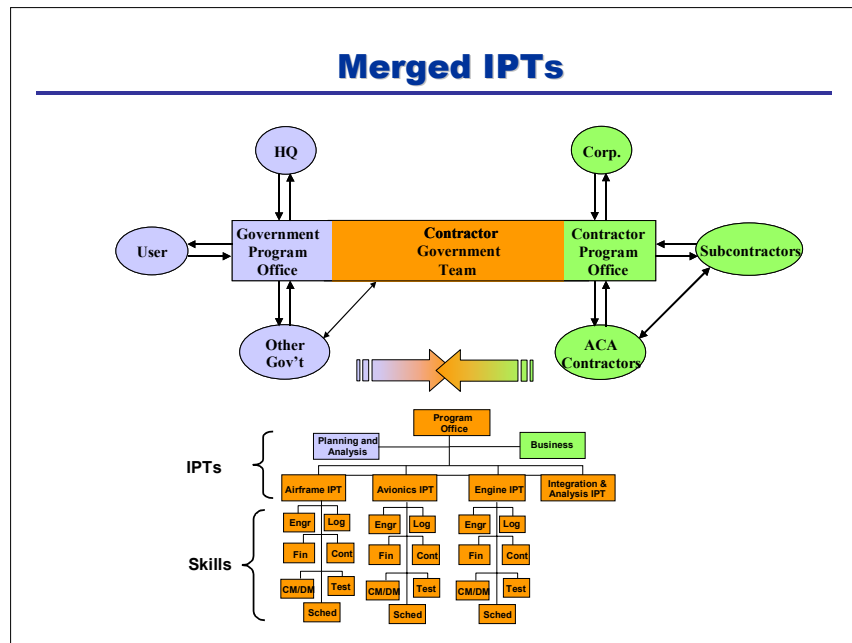 Merged IPTs
HQ
Corp.
User
Government
Program
Office
Contractor
Government
Team
Contractor
Program
Office
Subcontractors
Other
Gov't
ACA
Contractors
Program
Office
Planning and
Analysis
Business
IPTs
Airframe IPT
Avionics IPT
Engine IPT
Integration &
Analysis IPT
Skills
Engr
Log
Fin
Cont
CM/DM
Test
Sched
Engr
Log
Fin
Cont
CM/DM
Test
Sched
Engr
Log
Fin
Cont
CM/DM
Test
Sched